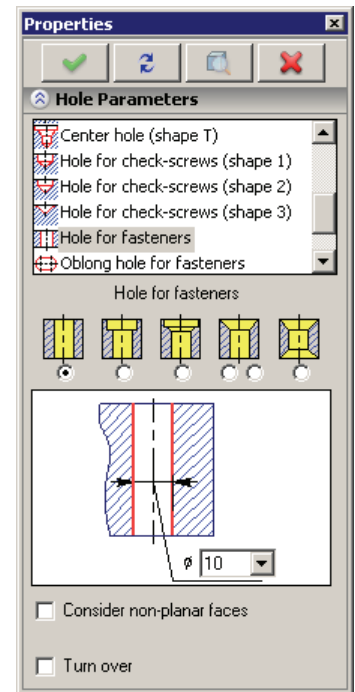 Properties
Hole Parameters
Center hole (shape T)
Hole for check-screws (shape 1)
Hole for check-screws (shape 2)
Hole for check-screws (shape 3)
Hole for fasteners
Oblong hole for fasteners
Hole for fasteners
ø 10
Consider non-planar faces
Turn over